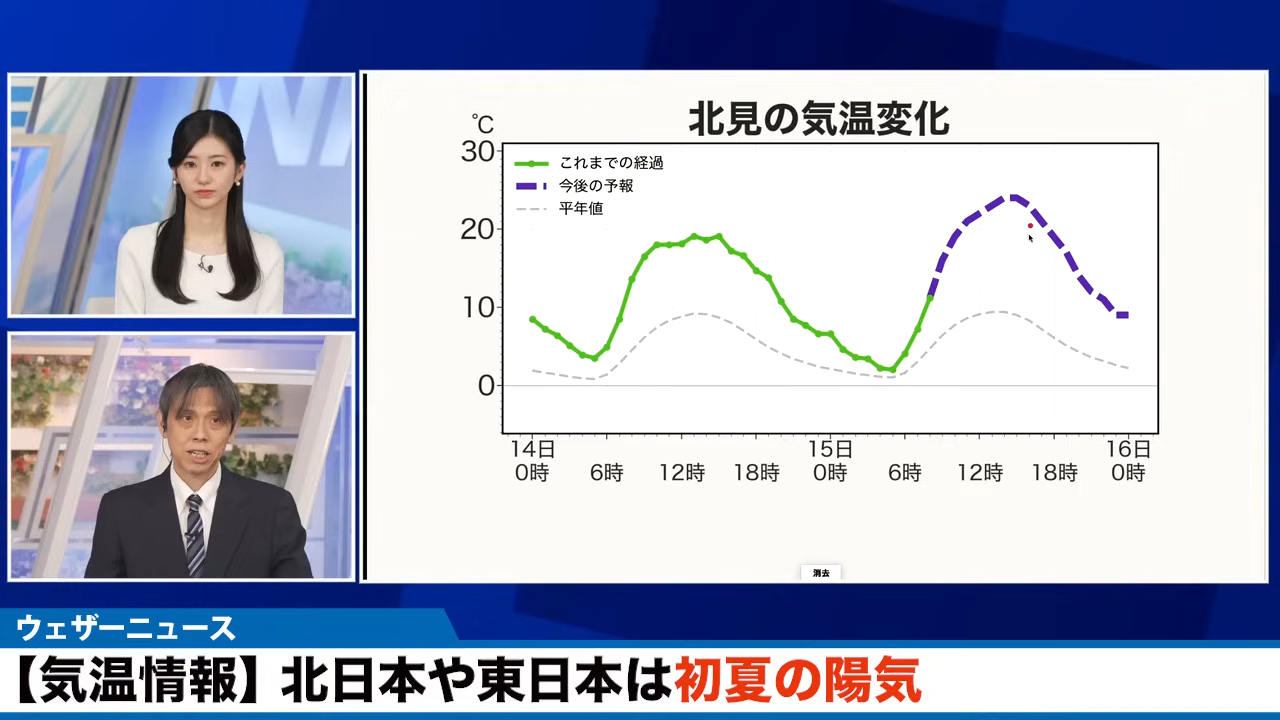 北見の気温変化
℃
30
20
10
0
これまでの経過
今後の予報
平年値
14日 15日 16日
0時 6時 12時 18時 0時 6時 12時 18時 0時
消去
ウェザーニュース
【気温情報】北日本や東日本は初夏の陽気